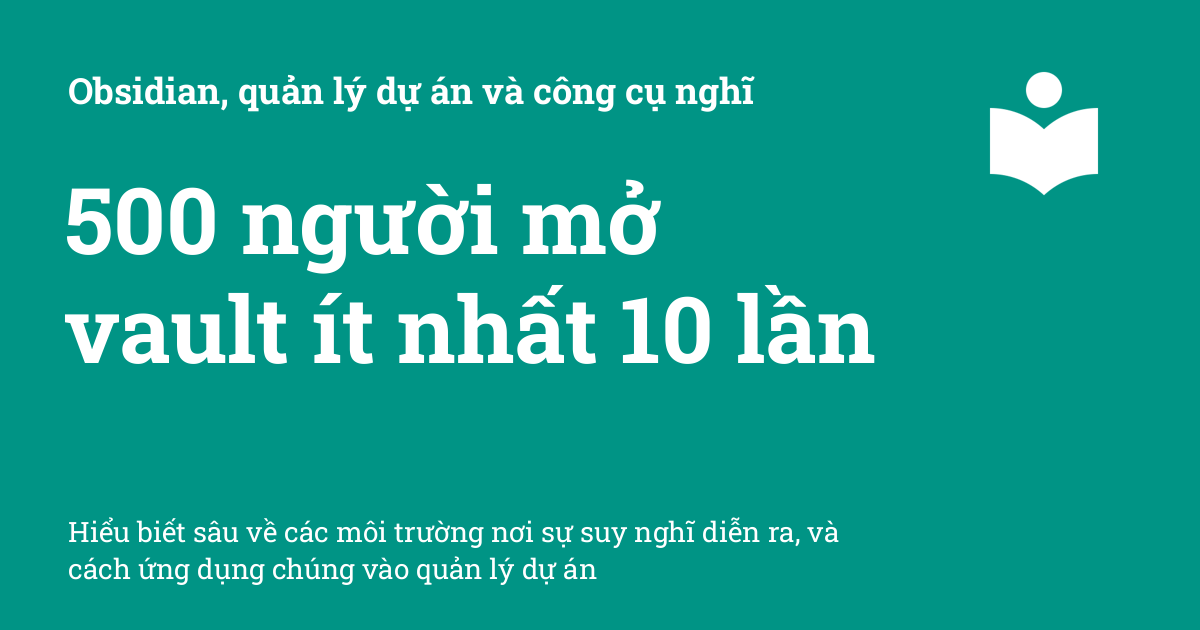 Obsidian, quản lý dự án và công cụ nghĩ
500 người mở
vault ít nhất 10 lần
Hiểu biết sâu về các môi trường nơi sự suy nghĩ diễn ra, và
cách ứng dụng chúng vào quản lý dự án